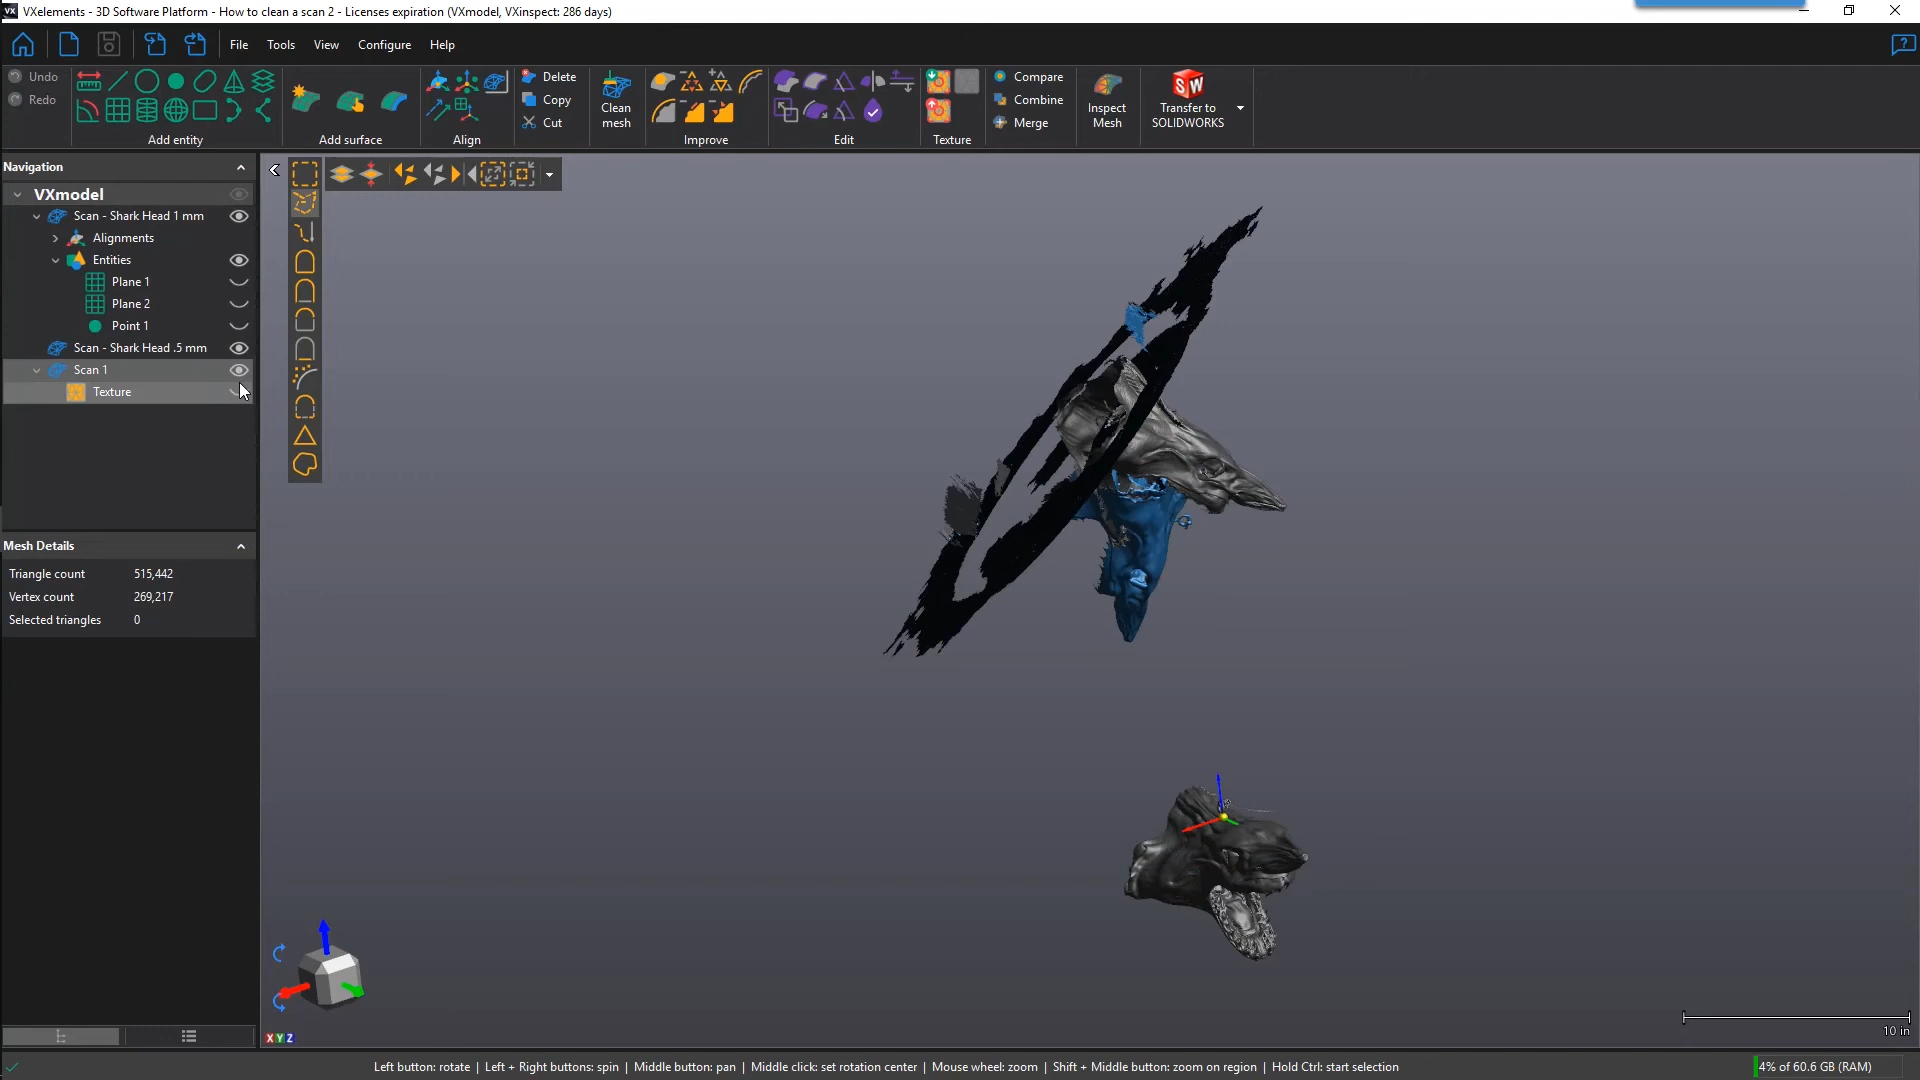 VX VXelements - 3D Software Platform - How to clean a scan 2 - Licenses expiration (VXmodel, VXinspect: 286 days)
File Tools View Configure Help
Undo
Redo
Add entity
Add surface
Align
Delete
Copy
Cut
Clean
mesh
Improve
Edit
Texture
Compare
Combine
Merge
Inspect
Mesh
SW
Transfer to
SOLIDWORKS
Navigation
VXmodel
Scan - Shark Head 1 mm
Alignments
Entities
Plane 1
Plane 2
Point 1
Scan - Shark Head .5 mm
Scan 1
Texture
Mesh Details
Triangle count 515,442
Vertex count 269,217
Selected triangles 0
X Y Z
10 in
Left button: rotate | Left + Right buttons: spin | Middle button: pan | Middle click: set rotation center | Mouse wheel: zoom | Shift + Middle button: zoom on region | Hold Ctrl: start selection
4% of 60.6 GB (RAM)